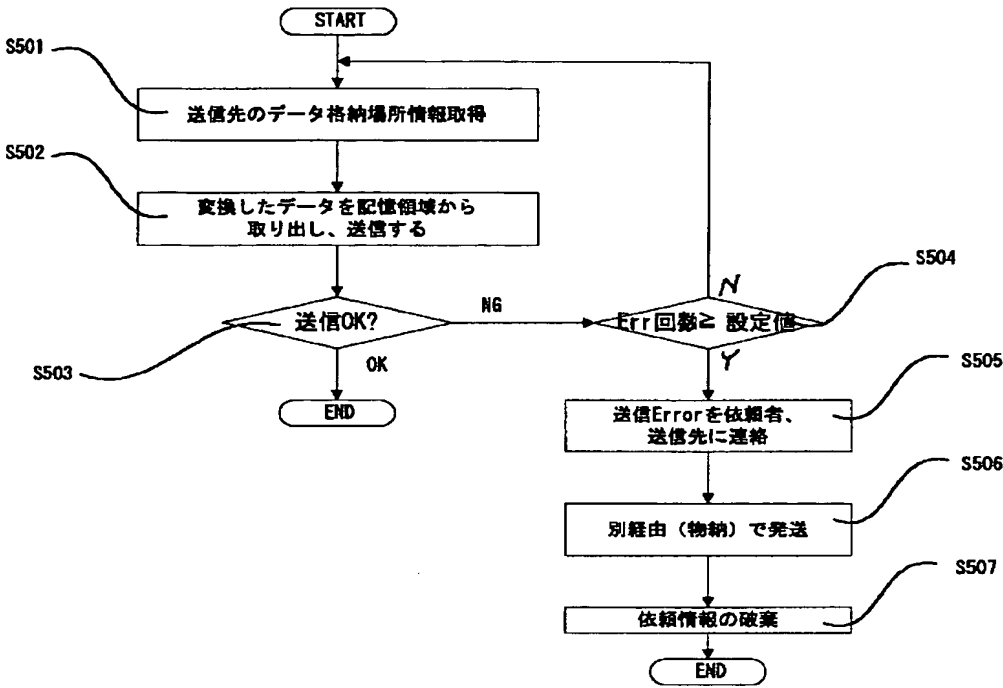 START
S501
送信先のデータ格納場所情報取得
S502
変換したデータを記憶領域から
取り出し、送信する
S503
送信OK?
NG
OK
END
S504
Err回数≧ 設定値
N
Y
S505
送信Errorを依頼者、
送信先に連絡
S506
別経由（物納）で発送
S507
依頼情報の破棄
END